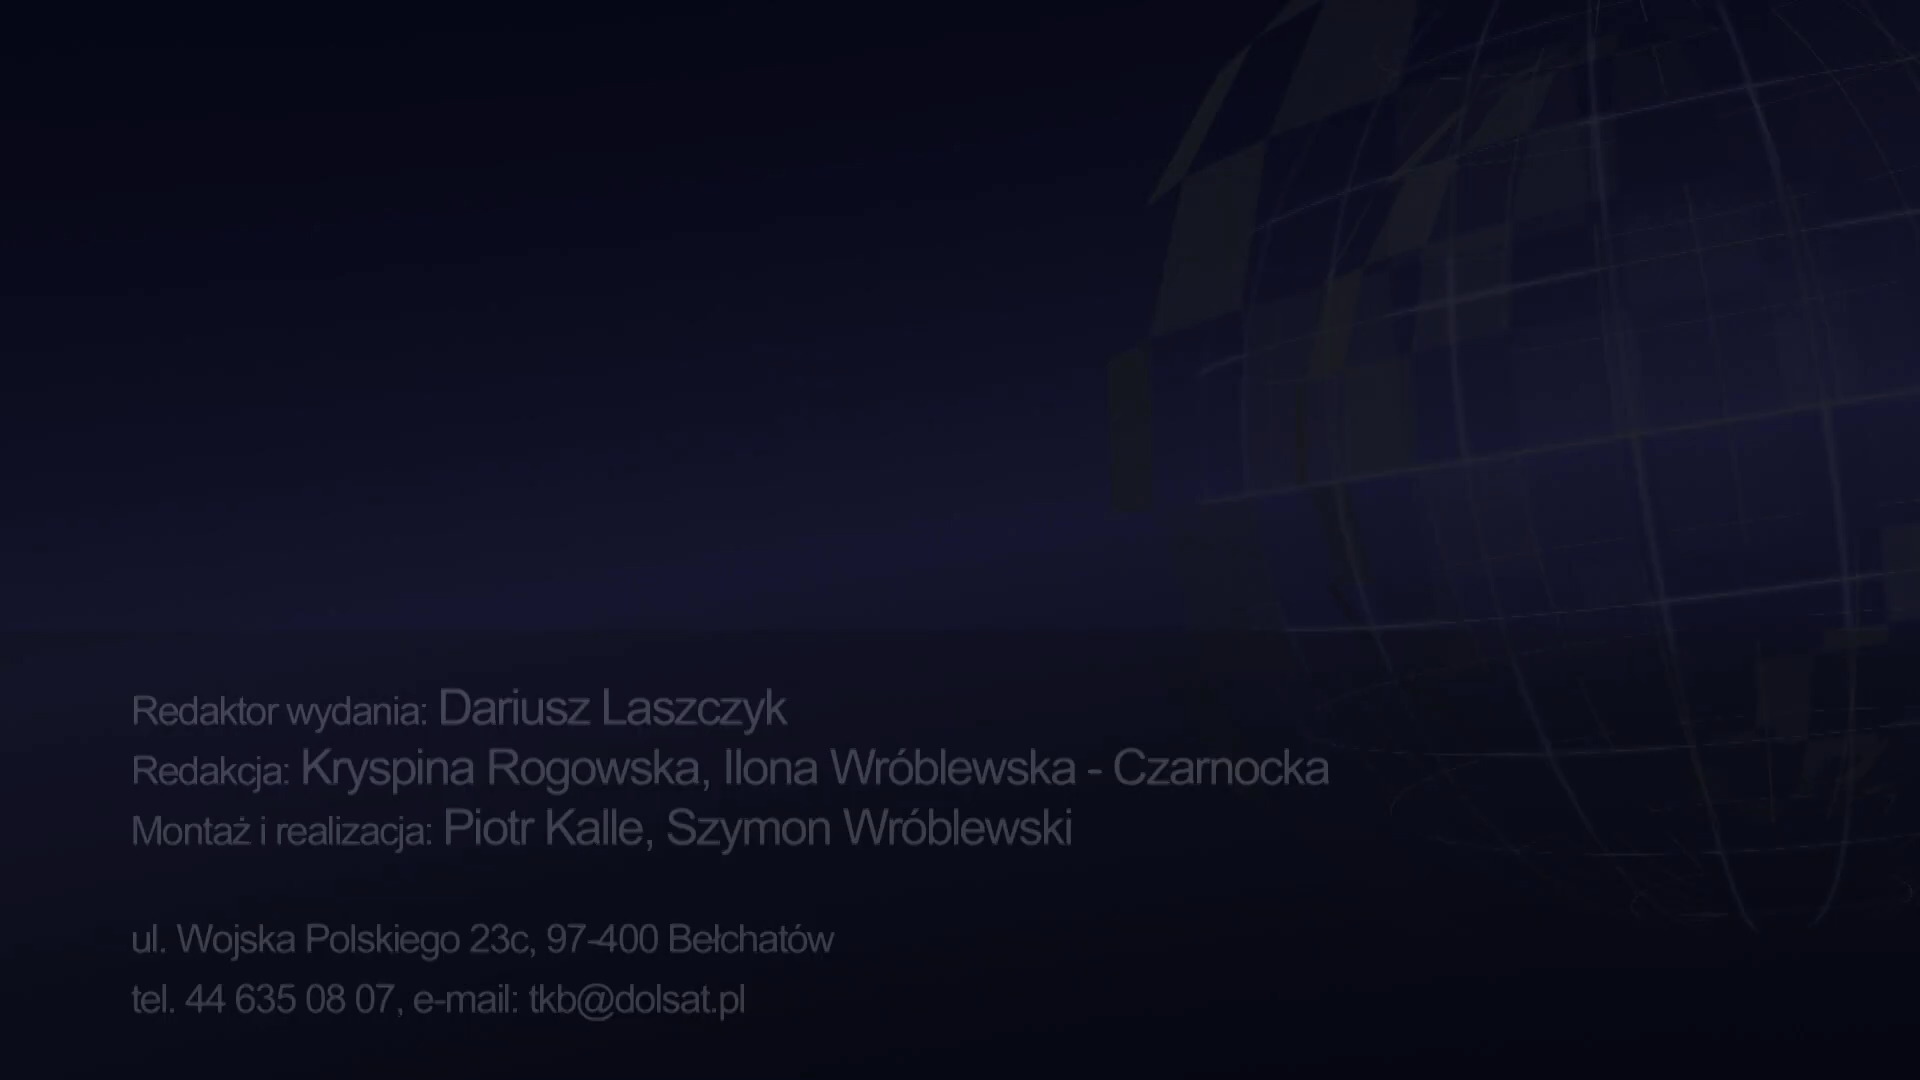 Redaktor wydania: Dariusz Laszczyk
Redakcja: Kryspina Rogowska, Ilona Wróblewska - Czarnocka
Montaż i realizacja: Piotr Kalle, Szymon Wróblewski
ul. Wojska Polskiego 23c, 97-400 Bełchatów
tel. 44 635 08 07, e-mail: tkb@dolsat.pl